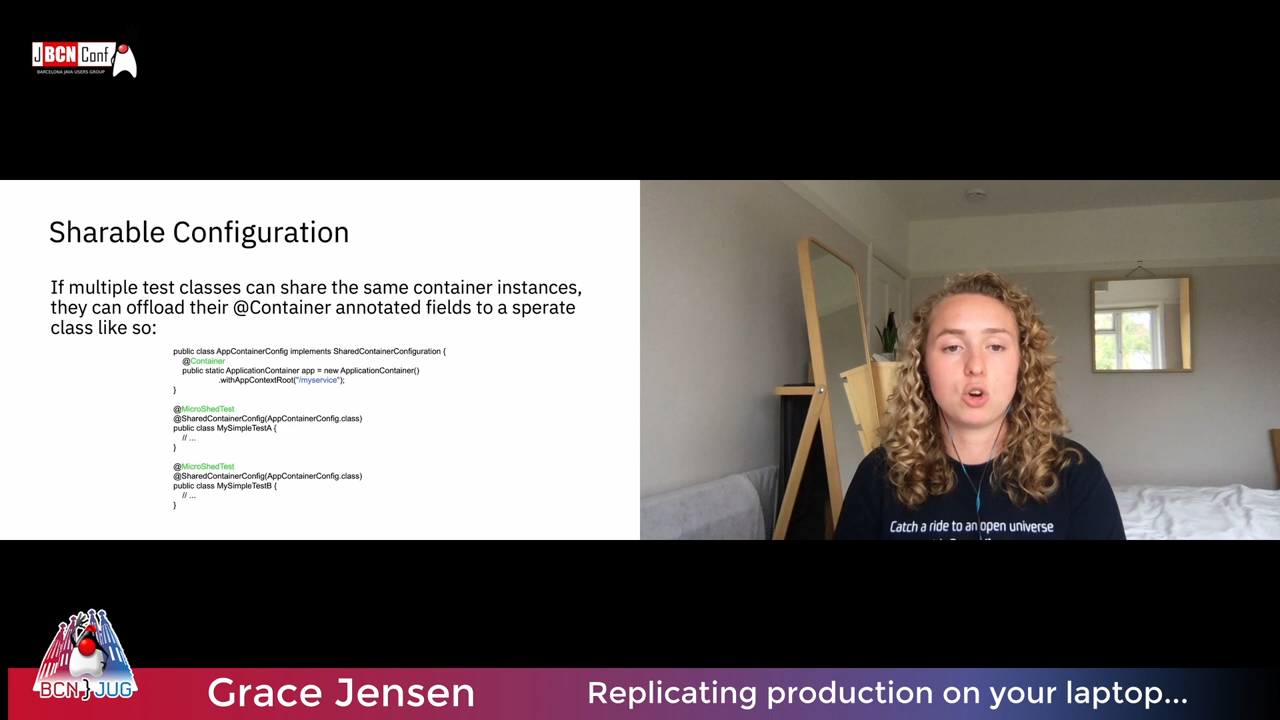 JBCNConf
BARCELONA JAVA USERS GROUP
Sharable Configuration
If multiple test classes can share the same container instances,
they can offload their @Container annotated fields to a sperate
class like so:
public class AppContainerConfig implements SharedContainerConfiguration {
@Container
public static ApplicationContainer app = new ApplicationContainer()
.withAppContextRoot("/myservice");
}
@MicroShedTest
@SharedContainerConfig(AppContainerConfig.class)
public class MySimpleTestA {
// ...
}
@MicroShedTest
@SharedContainerConfig(AppContainerConfig.class)
public class MySimpleTestB {
// ...
}
Catch a ride to an open universe
BCN}JUG
Grace Jensen
Replicating production on your laptop...